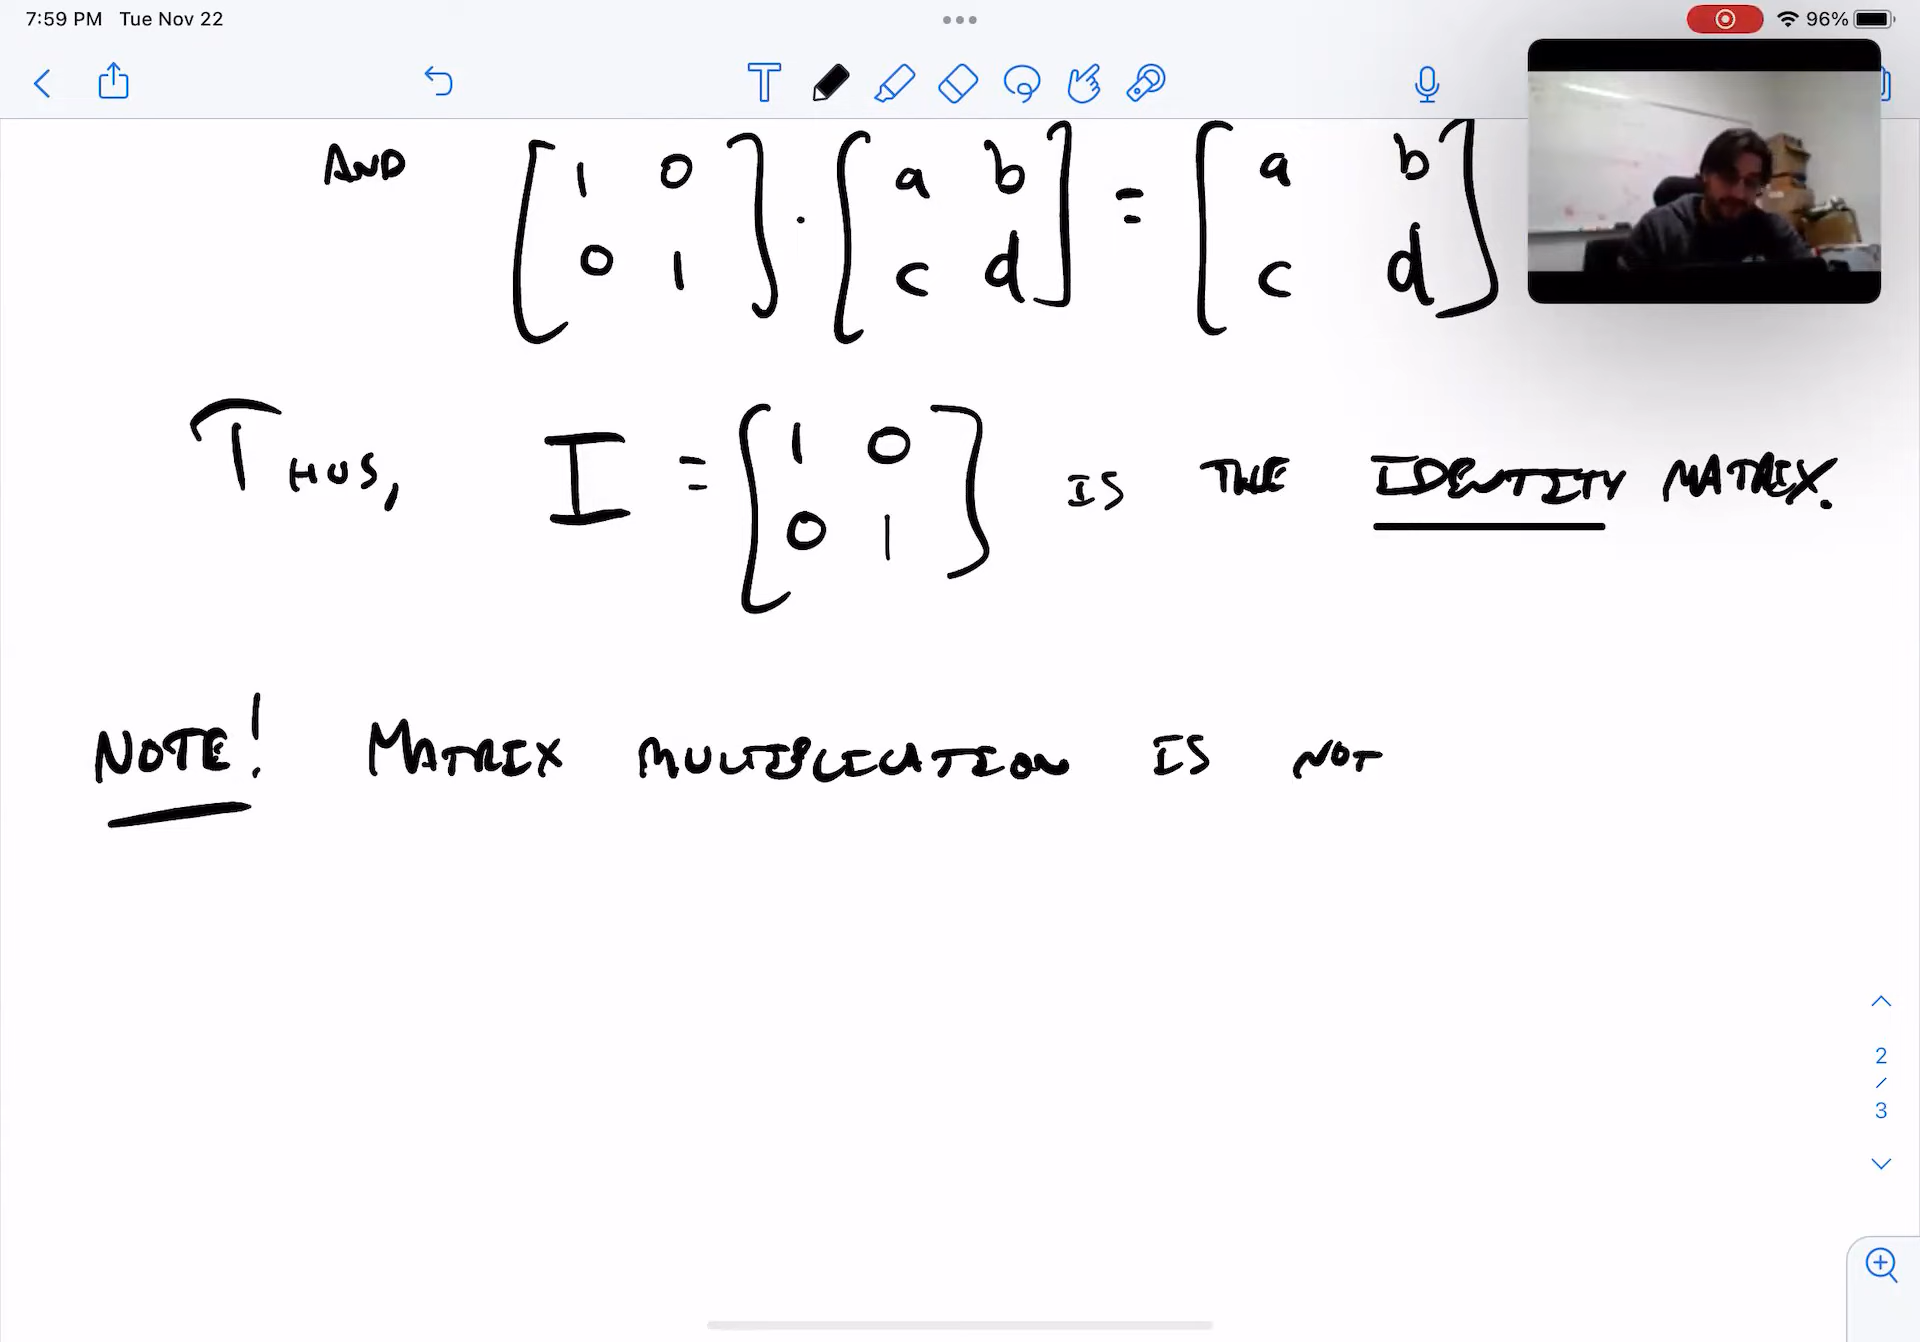 7:59 PM Tue Nov 22 96%
AND [1 0 0 1] · [a b c d] = [a b c d]
THUS, I = [1 0 0 1] IS THE IDENTITY MATRIX.
NOTE! MATRIX MULTIPLICATION IS NOT
2
/
3